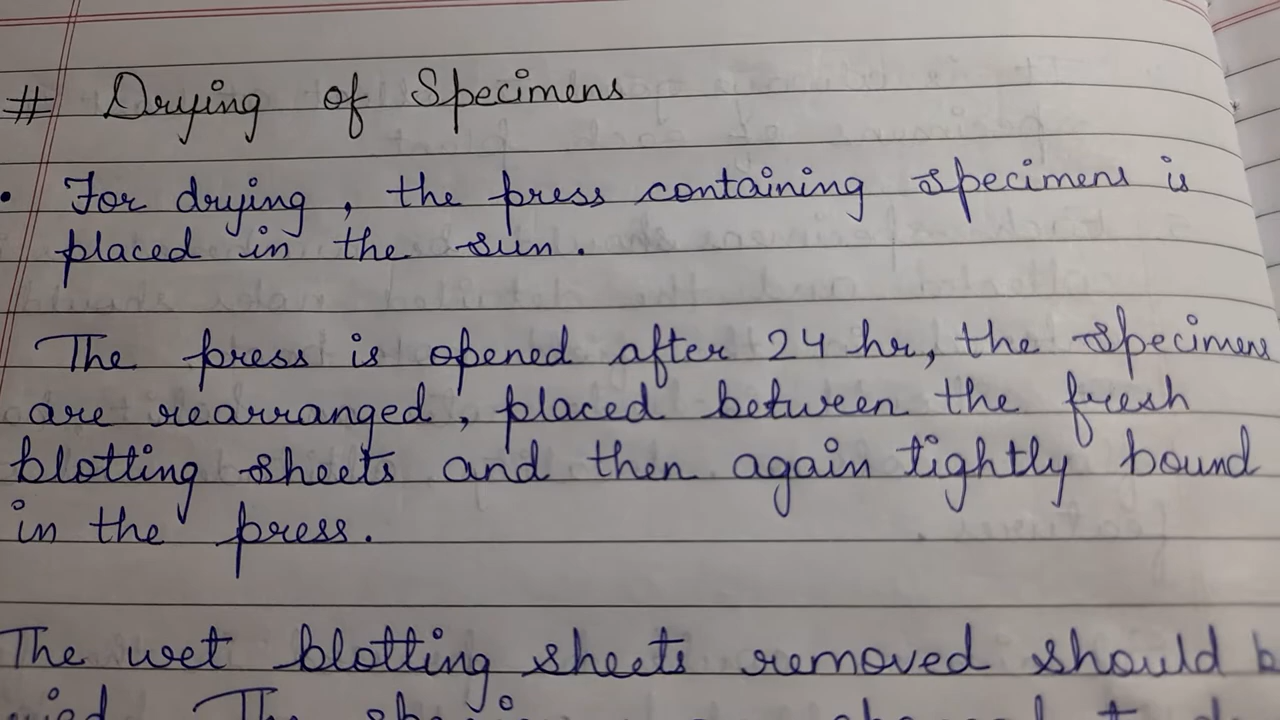 # Drying of Specimens
• For drying, the press containing specimens is
placed in the sun.
The press is opened after 24 hr, the specimens
are rearranged, placed between the fresh
blotting sheets and then again tightly bound
in the press.
The wet blotting sheets removed should
The